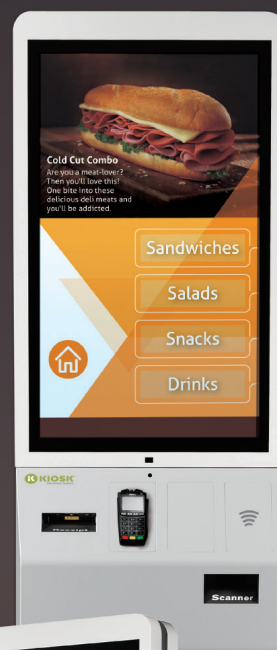 Cold Cut Combo
Are you a meat-lover?
Then you'll love this!
One bite into these
delicious deli meats and
you'll be addicted.
Sandwiches
Salads
Snacks
Drinks
KIOSK
Scanner